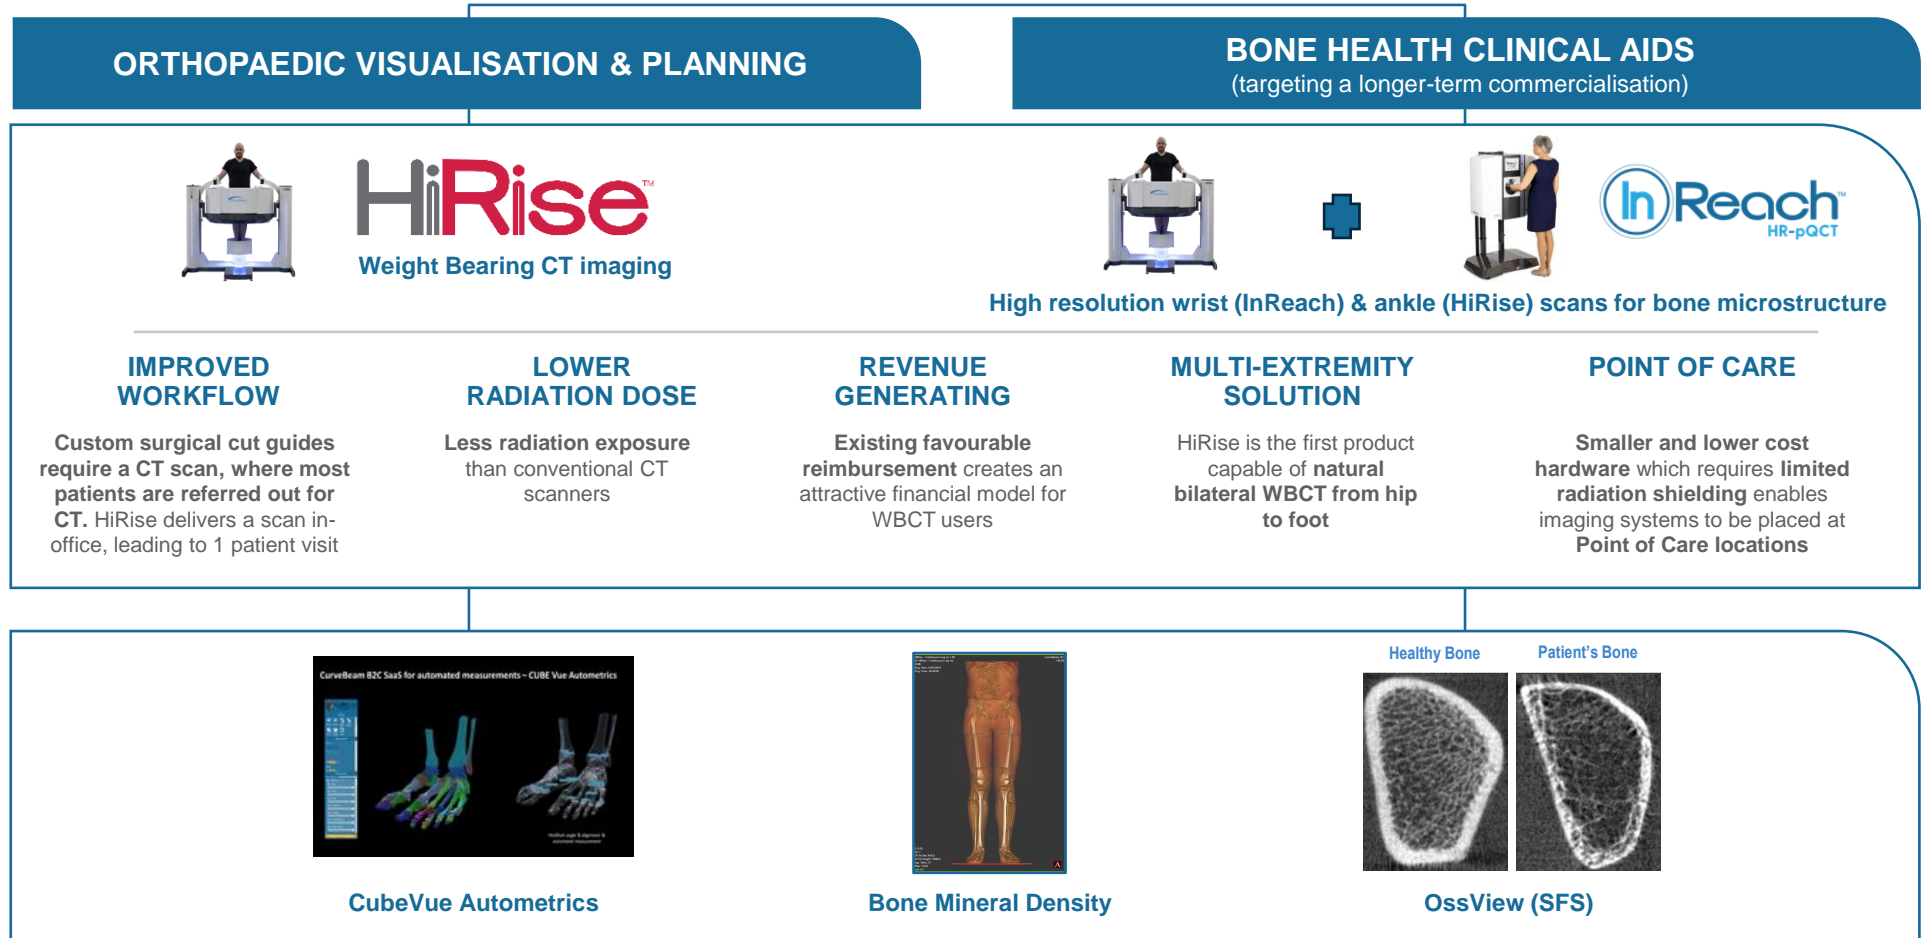 ORTHOPAEDIC VISUALISATION & PLANNING
BONE HEALTH CLINICAL AIDS
(targeting a longer-term commercialisation)
HiRise™
Weight Bearing CT imaging
InReach™
HR-pQCT
High resolution wrist (InReach) & ankle (HiRise) scans for bone microstructure
IMPROVED
WORKFLOW
Custom surgical cut guides
require a CT scan, where most
patients are referred out for
CT. HiRise delivers a scan in-
office, leading to 1 patient visit
LOWER
RADIATION DOSE
Less radiation exposure
than conventional CT
scanners
REVENUE
GENERATING
Existing favourable
reimbursement creates an
attractive financial model for
WBCT users
MULTI-EXTREMITY
SOLUTION
HiRise is the first product
capable of natural
bilateral WBCT from hip
to foot
POINT OF CARE
Smaller and lower cost
hardware which requires limited
radiation shielding enables
imaging systems to be placed at
Point of Care locations
CurveBeam B2C SaaS for automated measurements – CUBE Vue Autometrics
automated measurement
CubeVue Autometrics
A
Bone Mineral Density
Healthy Bone
Patient's Bone
OssView (SFS)